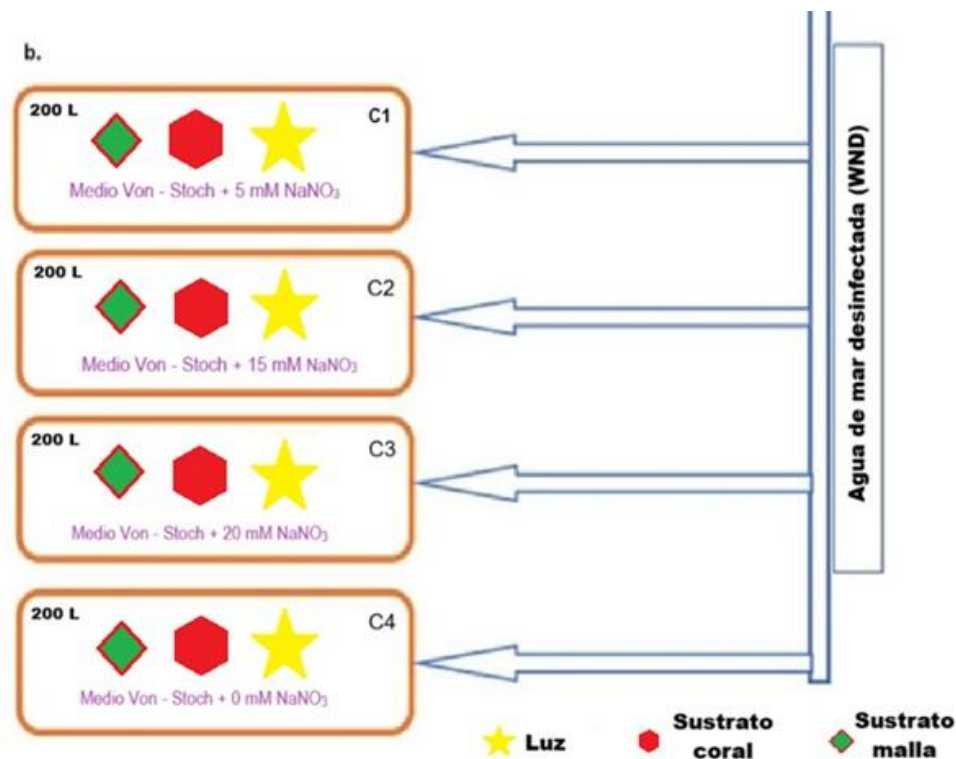 b.
200 L
C1
Medio Von - Stoch + 5 mM NaNO₃
200 L
C2
Medio Von - Stoch + 15 mM NaNO₃
200 L
C3
Medio Von - Stoch + 20 mM NaNO₃
200 L
C4
Medio Von - Stoch + 0 mM NaNO₃
Agua de mar desinfectada (WND)
Luz
Sustrato
coral
Sustrato
malla